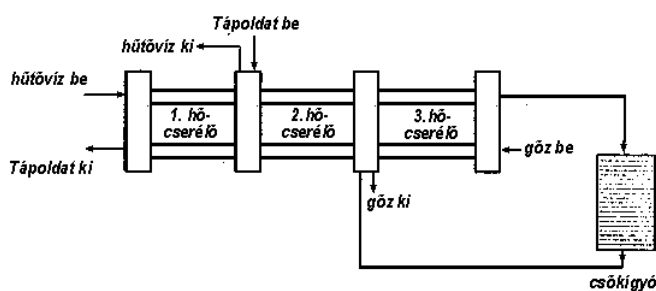 Tápoldat be
hűtővíz ki
hűtővíz be
1. hő-
cserélő
2. hő-
cserélő
3. hő-
cserélő
Tápoldat ki
gőz be
gőz ki
csőkígyó